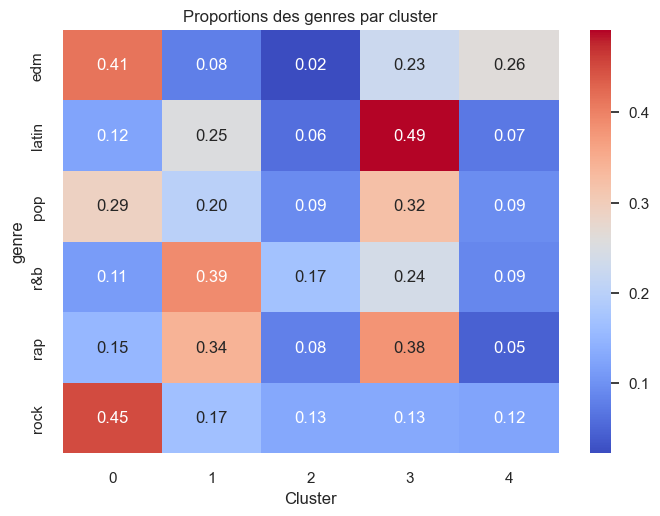 Proportions des genres par cluster
genre
edm 0.41 0.08 0.02 0.23 0.26
latin 0.12 0.25 0.06 0.49 0.07
pop 0.29 0.20 0.09 0.32 0.09
r&b 0.11 0.39 0.17 0.24 0.09
rap 0.15 0.34 0.08 0.38 0.05
rock 0.45 0.17 0.13 0.13 0.12
0 1 2 3 4
Cluster
0.4
0.3
0.2
0.1